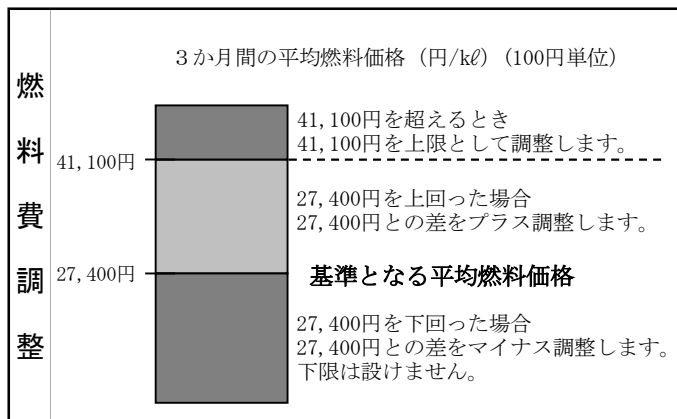 燃料費調整
3か月間の平均燃料価格（円/kℓ）（100円単位）
41,100円を超えるとき
41,100円を上限として調整します。
41,100円
27,400円を上回った場合
27,400円との差をプラス調整します。
27,400円
基準となる平均燃料価格
27,400円を下回った場合
27,400円との差をマイナス調整します。
下限は設けません。